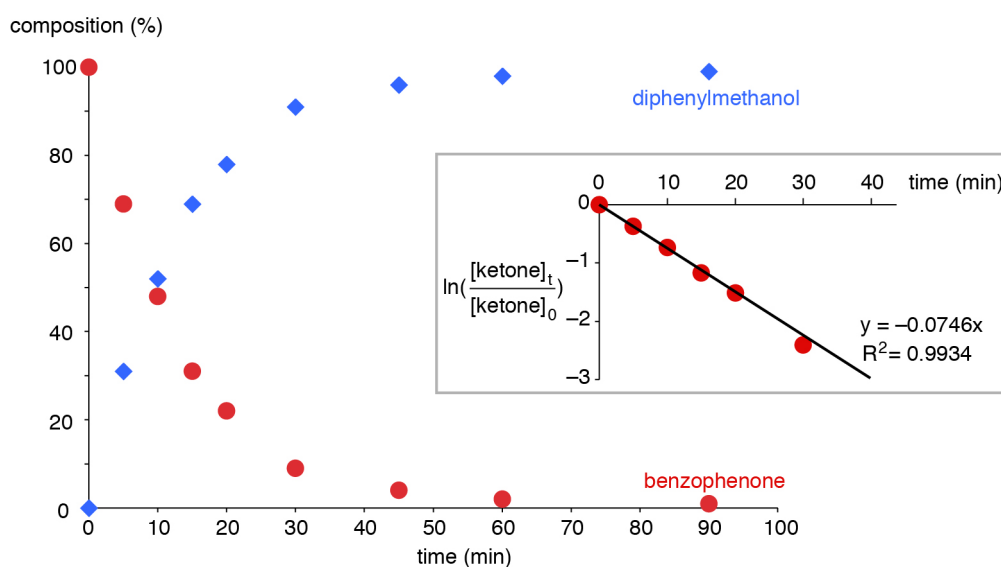 composition (%)
100
80
60
40
20
0
0 10 20 30 40 50 60 70 80 90 100
time (min)
diphenylmethanol
benzophenone
0 10 20 30 40 time (min)
0
–1
–2
–3
ln([ketone]t/[ketone]0)
y = –0.0746x
R2= 0.9934